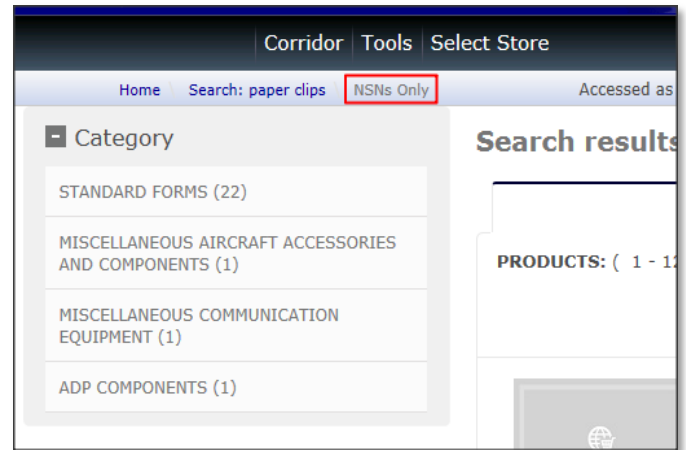 Corridor Tools Select Store
Home Search: paper clips NSNs Only Accessed as
Category
Search results
STANDARD FORMS (22)
MISCELLANEOUS AIRCRAFT ACCESSORIES
AND COMPONENTS (1)
PRODUCTS: ( 1 - 12
MISCELLANEOUS COMMUNICATION
EQUIPMENT (1)
ADP COMPONENTS (1)